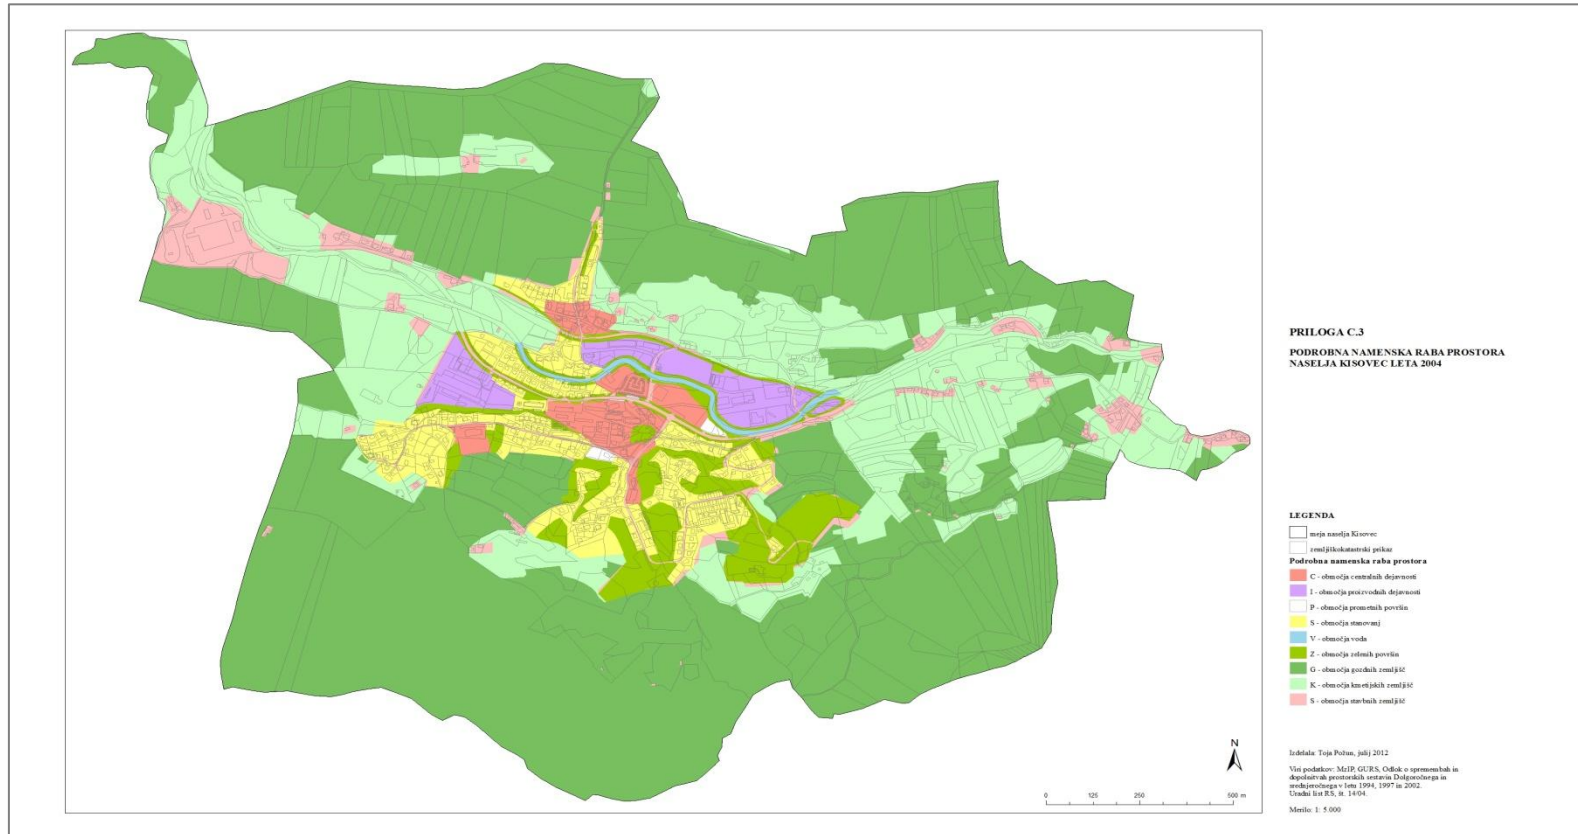 PRILOGA C.3
PODROBNA NAMENSKA RABA PROSTORA
NASELJA KISOVEC LETA 2004
LEGENDA
meja naselja Kisovec
zemljiškokatastrski prikaz
Podrobna namenska raba prostora
C - območja centralnih dejavnosti
I - območja proizvodnih dejavnosti
P - območja prometnih površin
S - območja stanovanj
V - območja voda
Z - območja zelenih površin
G - območja gozdnih zemljišč
K - območja kmetijskih zemljišč
S - območja stavbnih zemljišč
N
0 125 250 500 m
Izdelala: Toja Požun, julij 2012
Viri podatkov: MzIP, GURS, Odlok o spremembah in
dopolnitvah prostorskih sestavin Dolgoročnega in
srednjeročnega v letu 1994, 1997 in 2002.
Uradni list RS, št. 14/04.
Merilo: 1: 5.000